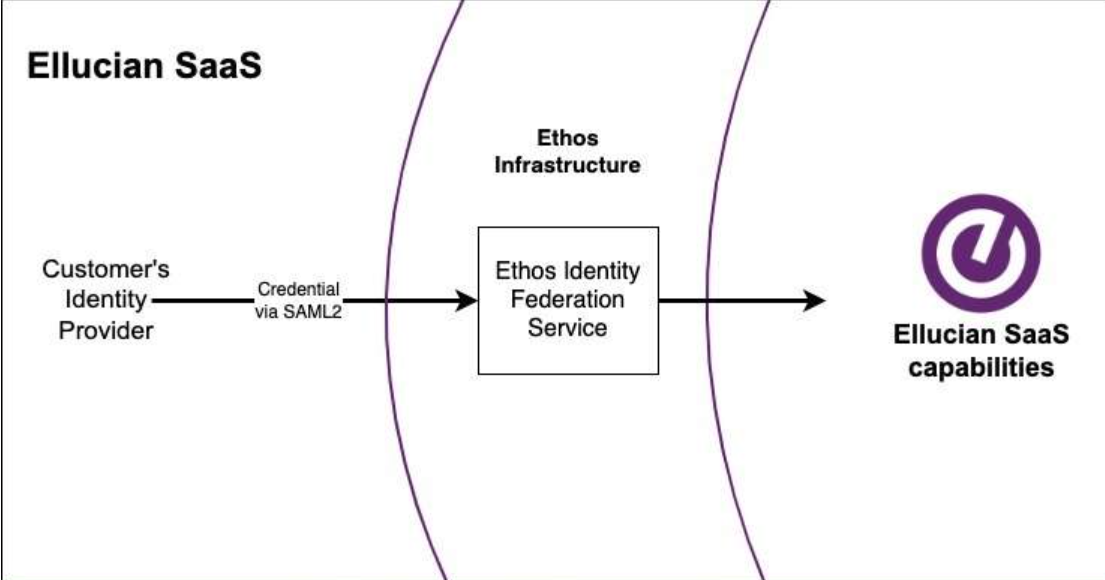 Ellucian SaaS
Ethos
Infrastructure
Customer's
Identity
Provider
Credential
via SAML2
Ethos Identity
Federation
Service
Ellucian SaaS
capabilities